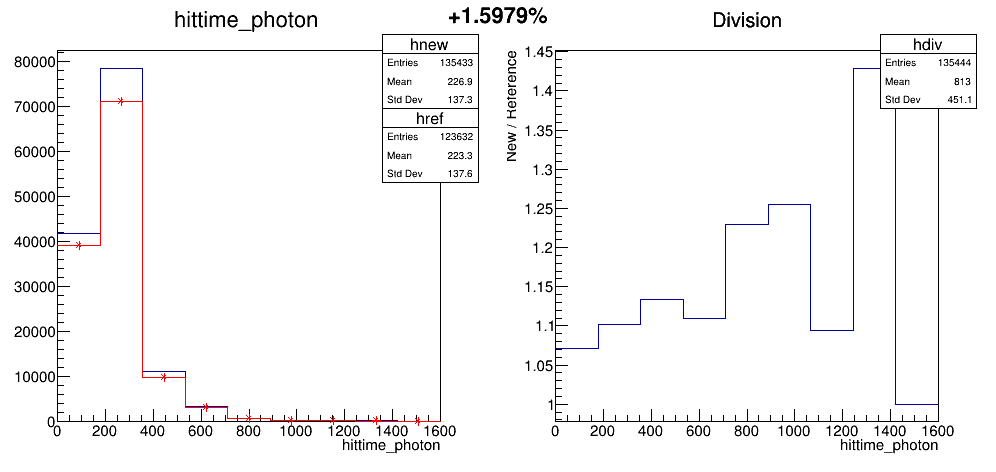 +1.5979%
hittime_photon
hnew
Entries 135433
Mean 226.9
Std Dev 137.3
href
Entries 123632
Mean 223.3
Std Dev 137.6
80000
70000
60000
50000
40000
30000
20000
10000
0
0 200 400 600 800 1000 1200 1400 1600
hittime_photon
Division
hdiv
Entries 135444
Mean 813
Std Dev 451.1
New / Reference
1.45
1.4
1.35
1.3
1.25
1.2
1.15
1.1
1.05
1
0 200 400 600 800 1000 1200 1400 1600
hittime_photon